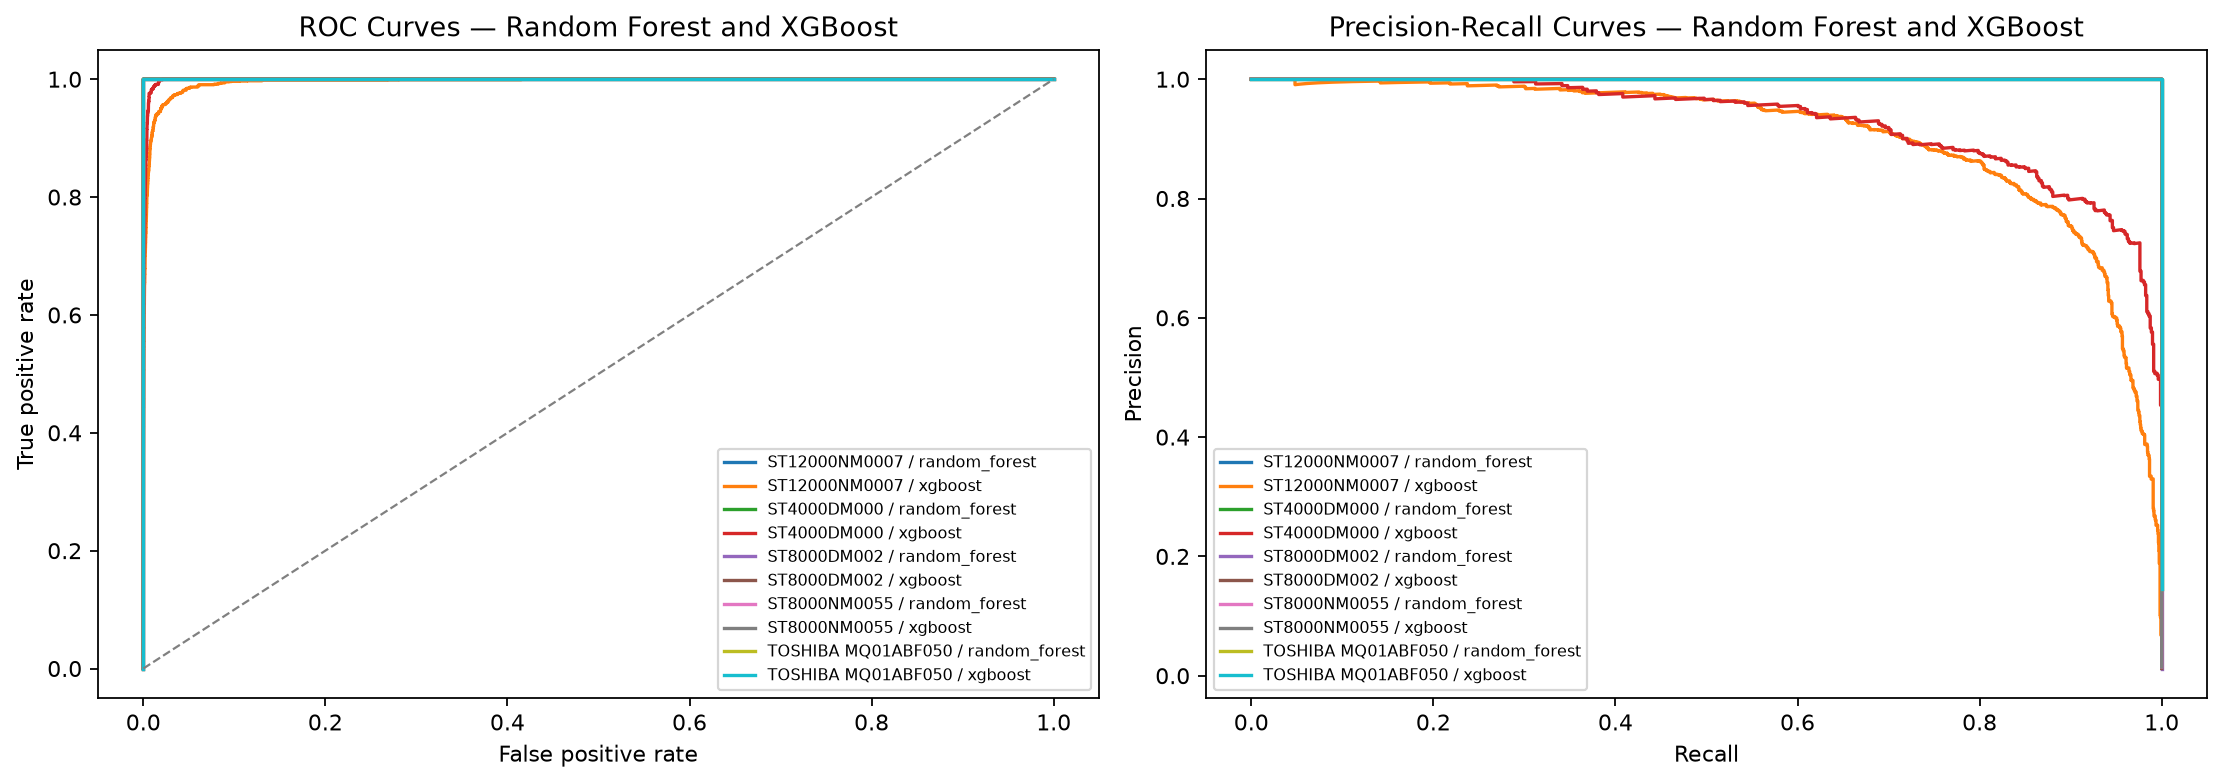 ROC Curves — Random Forest and XGBoost
True positive rate
1.0
0.8
0.6
0.4
0.2
0.0
ST12000NM0007 / random_forest
ST12000NM0007 / xgboost
ST4000DM000 / random_forest
ST4000DM000 / xgboost
ST8000DM002 / random_forest
ST8000DM002 / xgboost
ST8000NM0055 / random_forest
ST8000NM0055 / xgboost
TOSHIBA MQ01ABF050 / random_forest
TOSHIBA MQ01ABF050 / xgboost
0.0 0.2 0.4 0.6 0.8 1.0
False positive rate
Precision-Recall Curves — Random Forest and XGBoost
Precision
1.0
0.8
0.6
0.4
0.2
0.0
ST12000NM0007 / random_forest
ST12000NM0007 / xgboost
ST4000DM000 / random_forest
ST4000DM000 / xgboost
ST8000DM002 / random_forest
ST8000DM002 / xgboost
ST8000NM0055 / random_forest
ST8000NM0055 / xgboost
TOSHIBA MQ01ABF050 / random_forest
TOSHIBA MQ01ABF050 / xgboost
0.0 0.2 0.4 0.6 0.8 1.0
Recall